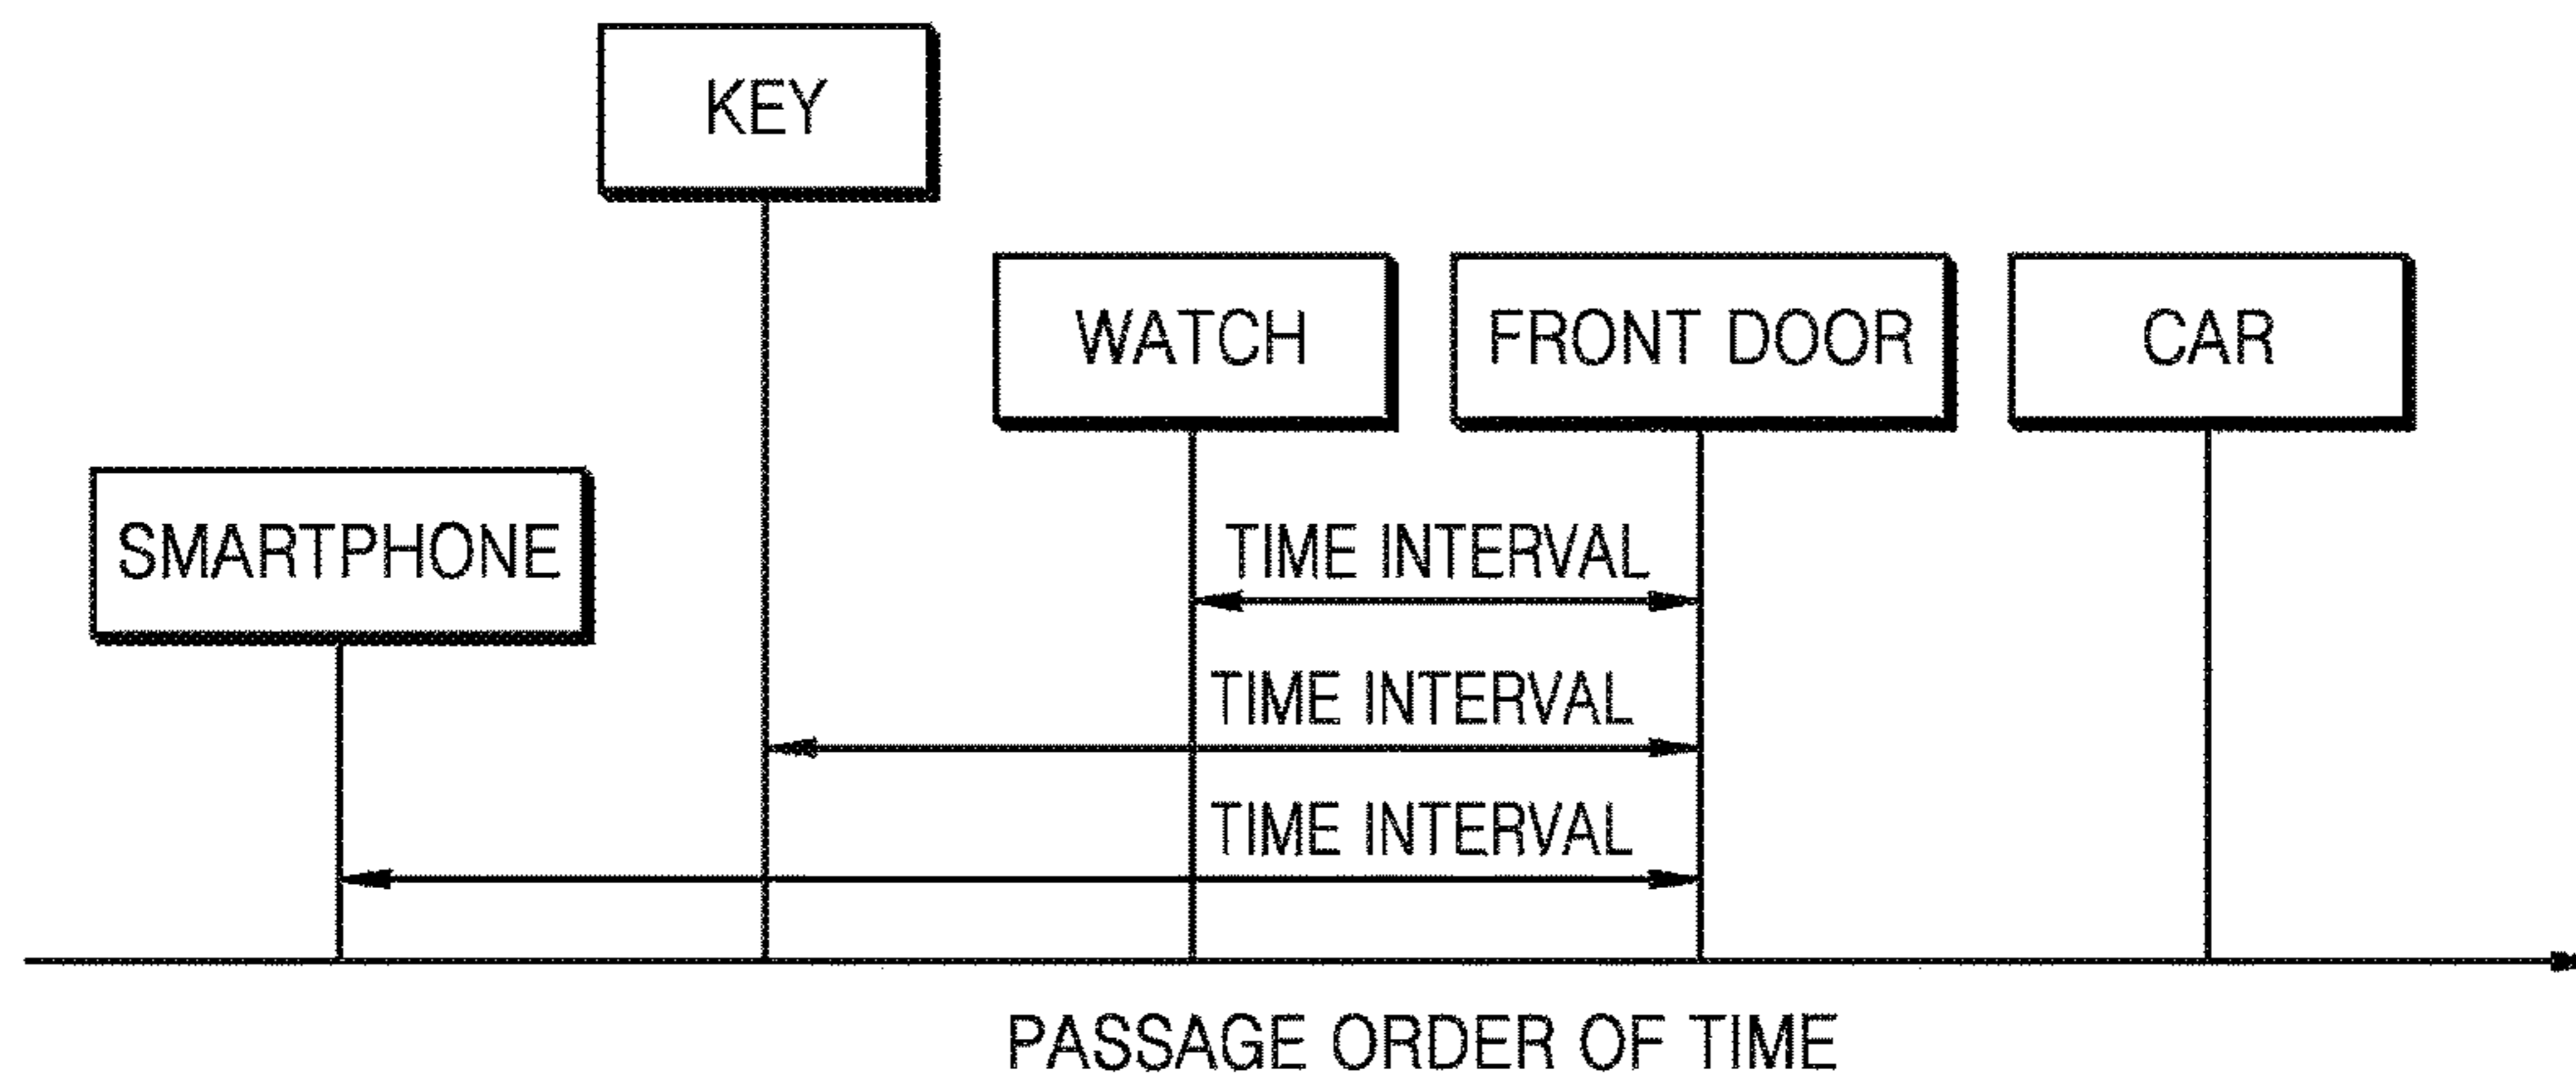 KEY
WATCH
FRONT DOOR
CAR
SMARTPHONE
TIME INTERVAL
TIME INTERVAL
TIME INTERVAL
PASSAGE ORDER OF TIME